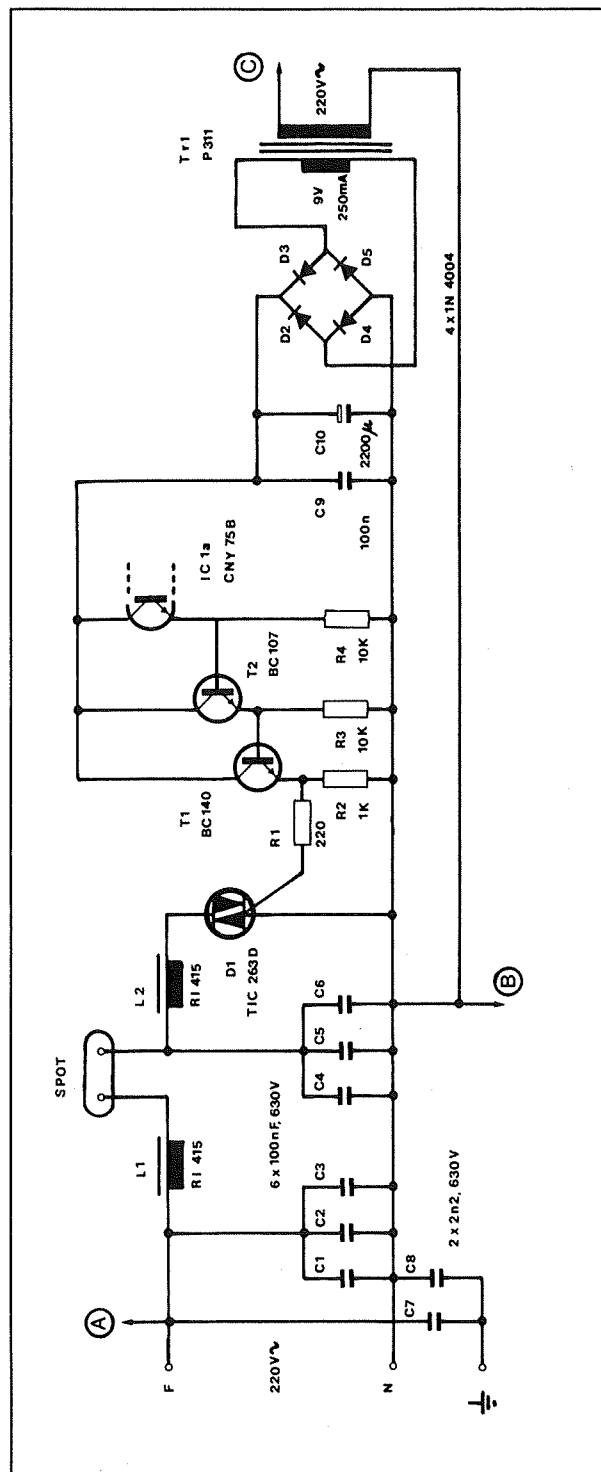 C
220V~
Tr1
P311
9V
250mA
D3
D5
D2
D4
4 x 1N 4004
C10
2200µ
C9
100n
IC 1a
CNY 75B
T2
BC 107
R4
10K
R3
10K
T1
BC 140
R1
220
R2
1K
D1
TIC 263D
L2
RI 415
SPOT
L1
RI 415
C6
C5
C4
B
6 x 100nF, 630V
C3
C2
C1
C8
C7
2 x 2n2, 630V
A
F
220V~
N